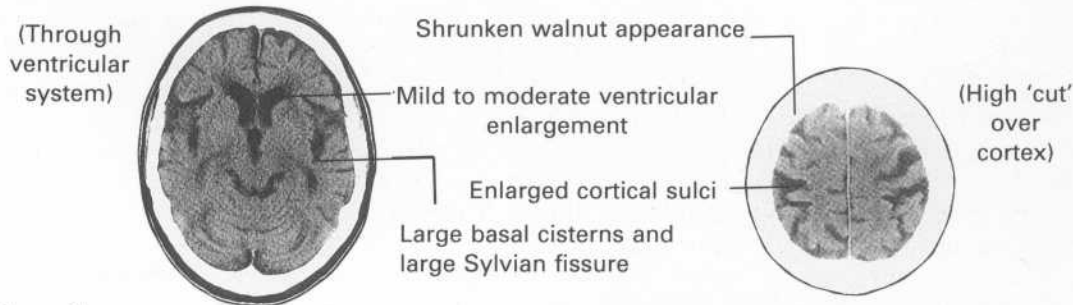 (Through
ventricular
system)
Shrunken walnut appearance
Mild to moderate ventricular
enlargement
(High 'cut'
over
cortex)
Enlarged cortical sulci
Large basal cisterns and
large Sylvian fissure